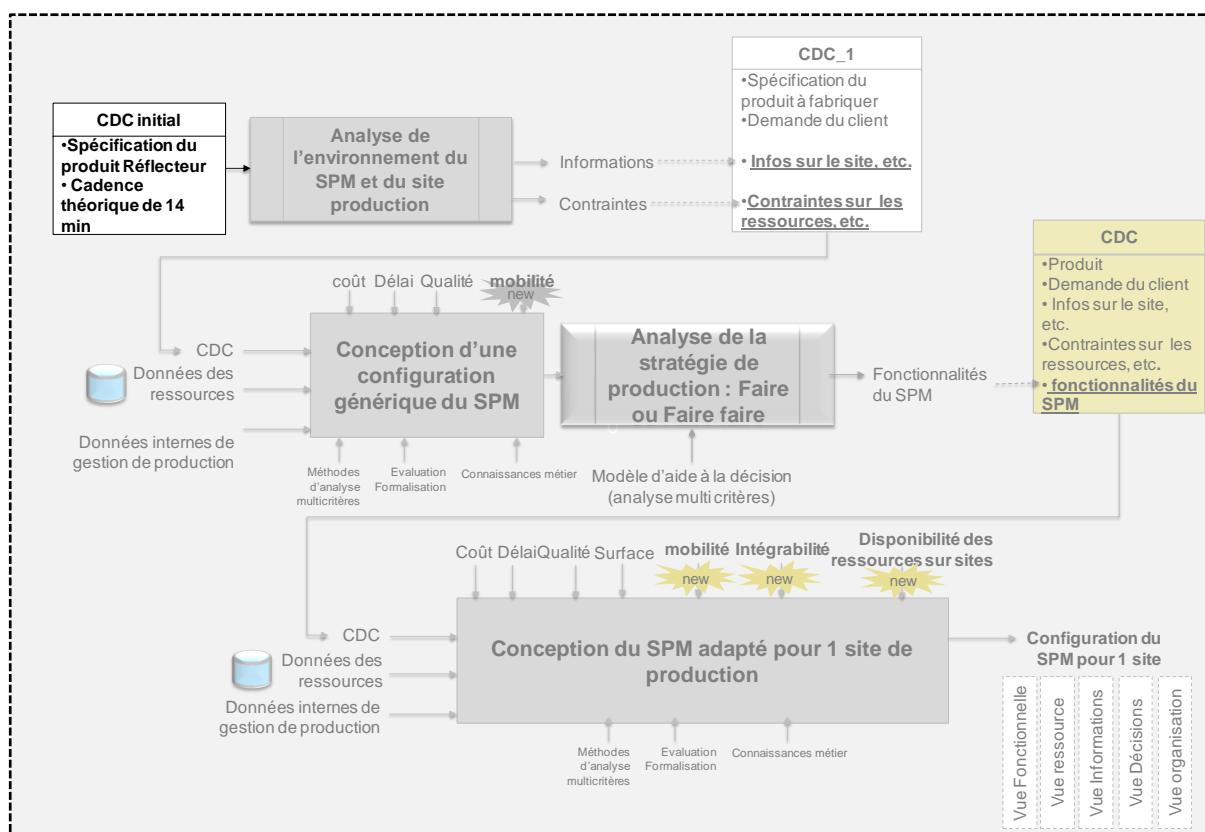 CDC initial
•Spécification du
produit Réflecteur
• Cadence
théorique de 14
min
Analyse de
l'environnement du
SPM et du site
production
Informations
Contraintes
CDC_1
•Spécification du
produit à fabriquer
•Demande du client
• Infos sur le site, etc.
•Contraintes sur les
ressources, etc.
coût
Délai
Qualité
mobilité
new
CDC
Données des
ressources
Données internes de
gestion de production
Conception d'une
configuration
générique du SPM
Méthodes
d'analyse
multicritères
Evaluation
Formalisation
Connaissances métier
Analyse de la
stratégie de
production : Faire
ou Faire faire
Modèle d'aide à la décision
(analyse multi critères)
Fonctionnalités
du SPM
CDC
•Produit
•Demande du client
• Infos sur le site,
etc.
•Contraintes sur les
ressources, etc.
• fonctionnalités du
SPM
Coût
Délai
Qualité
Surface
mobilité
new
Intégrabilité
new
Disponibilité des
ressources sur sites
new
CDC
Données des
ressources
Données internes de
gestion de production
Conception du SPM adapté pour 1 site de
production
Méthodes
d'analyse
multicritères
Evaluation
Formalisation
Connaissances métier
Configuration du
SPM pour 1 site
Vue Fonctionnelle
Vue ressource
Vue Informations
Vue Décisions
Vue organisation